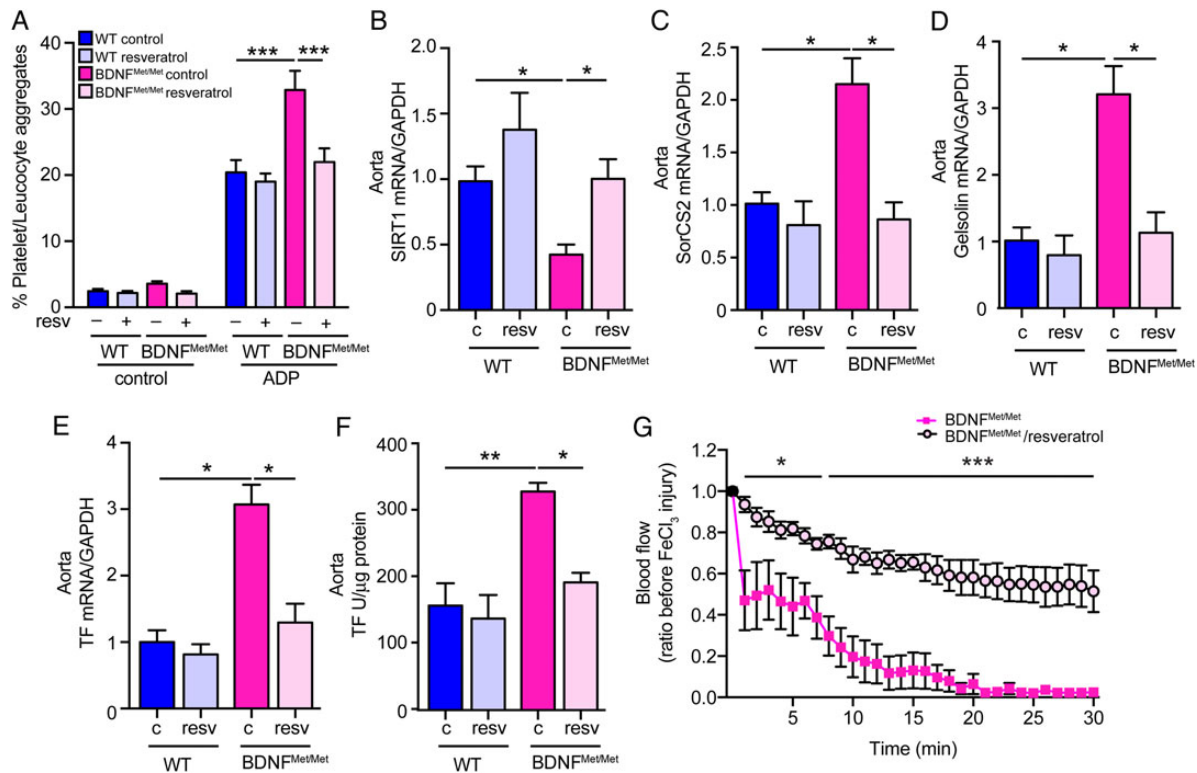 A
% Platelet/Leucocyte aggregates
40
30
20
10
0
WT control
WT resveratrol
BDNF^Met/Met control
BDNF^Met/Met resveratrol
*** ***
resv – + – + – + – +
WT BDNF^Met/Met WT BDNF^Met/Met
control ADP
B
Aorta
SIRT1 mRNA/GAPDH
2.0
1.5
1.0
0.5
0
* *
c resv c resv
WT BDNF^Met/Met
C
Aorta
SorCS2 mRNA/GAPDH
2.5
2.0
1.5
1.0
0.5
0.0
* *
c resv c resv
WT BDNF^Met/Met
D
Aorta
Gelsolin mRNA/GAPDH
4
3
2
1
0
* *
c resv c resv
WT BDNF^Met/Met
E
Aorta
TF mRNA/GAPDH
4
3
2
1
0
* *
c resv c resv
WT BDNF^Met/Met
F
Aorta
TF U/µg protein
400
300
200
100
0
** *
c resv c resv
WT BDNF^Met/Met
G
BDNF^Met/Met
BDNF^Met/Met/resveratrol
Blood flow
(ratio before FeCl₃ injury)
1.2
1.0
0.8
0.6
0.4
0.2
0.0
* ***
5 10 15 20 25 30
Time (min)